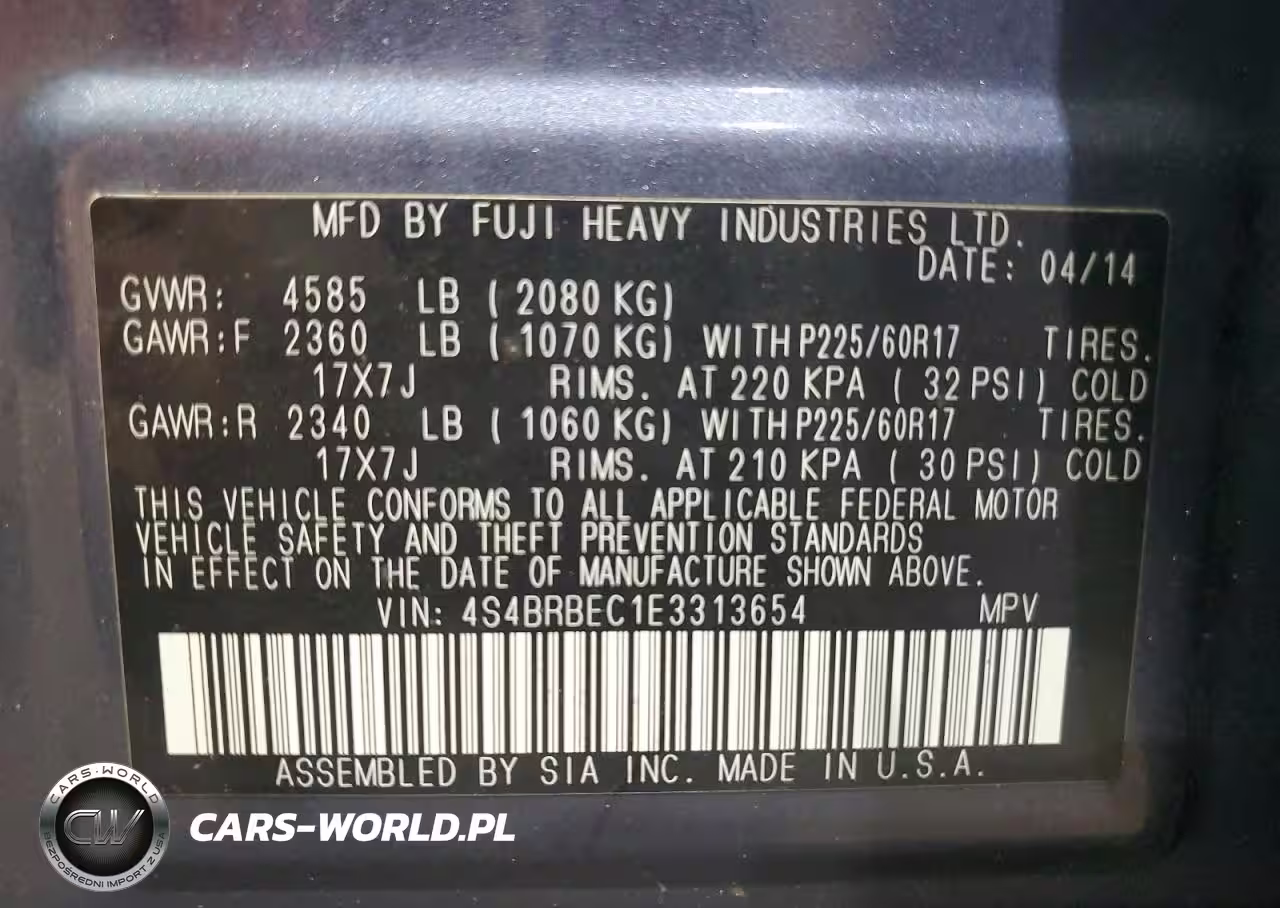 MFD BY FUJI HEAVY INDUSTRIES LTD.
DATE: 04/14
GVWR: 4585 LB ( 2080 KG)
GAWR:F 2360 LB ( 1070 KG) WITH P225/60R17 TIRES.
17X7J RIMS. AT 220 KPA ( 32 PSI) COLD
GAWR:R 2340 LB ( 1060 KG) WITH P225/60R17 TIRES.
17X7J RIMS. AT 210 KPA ( 30 PSI) COLD
THIS VEHICLE CONFORMS TO ALL APPLICABLE FEDERAL MOTOR
VEHICLE SAFETY AND THEFT PREVENTION STANDARDS
IN EFFECT ON THE DATE OF MANUFACTURE SHOWN ABOVE.
VIN: 4S4BRBEC1E3313654 MPV
ASSEMBLED BY SIA INC. MADE IN U.S.A.
CARS-WORLD
CW
BEZPOŚREDNI IMPORT Z USA
CARS-WORLD.PL